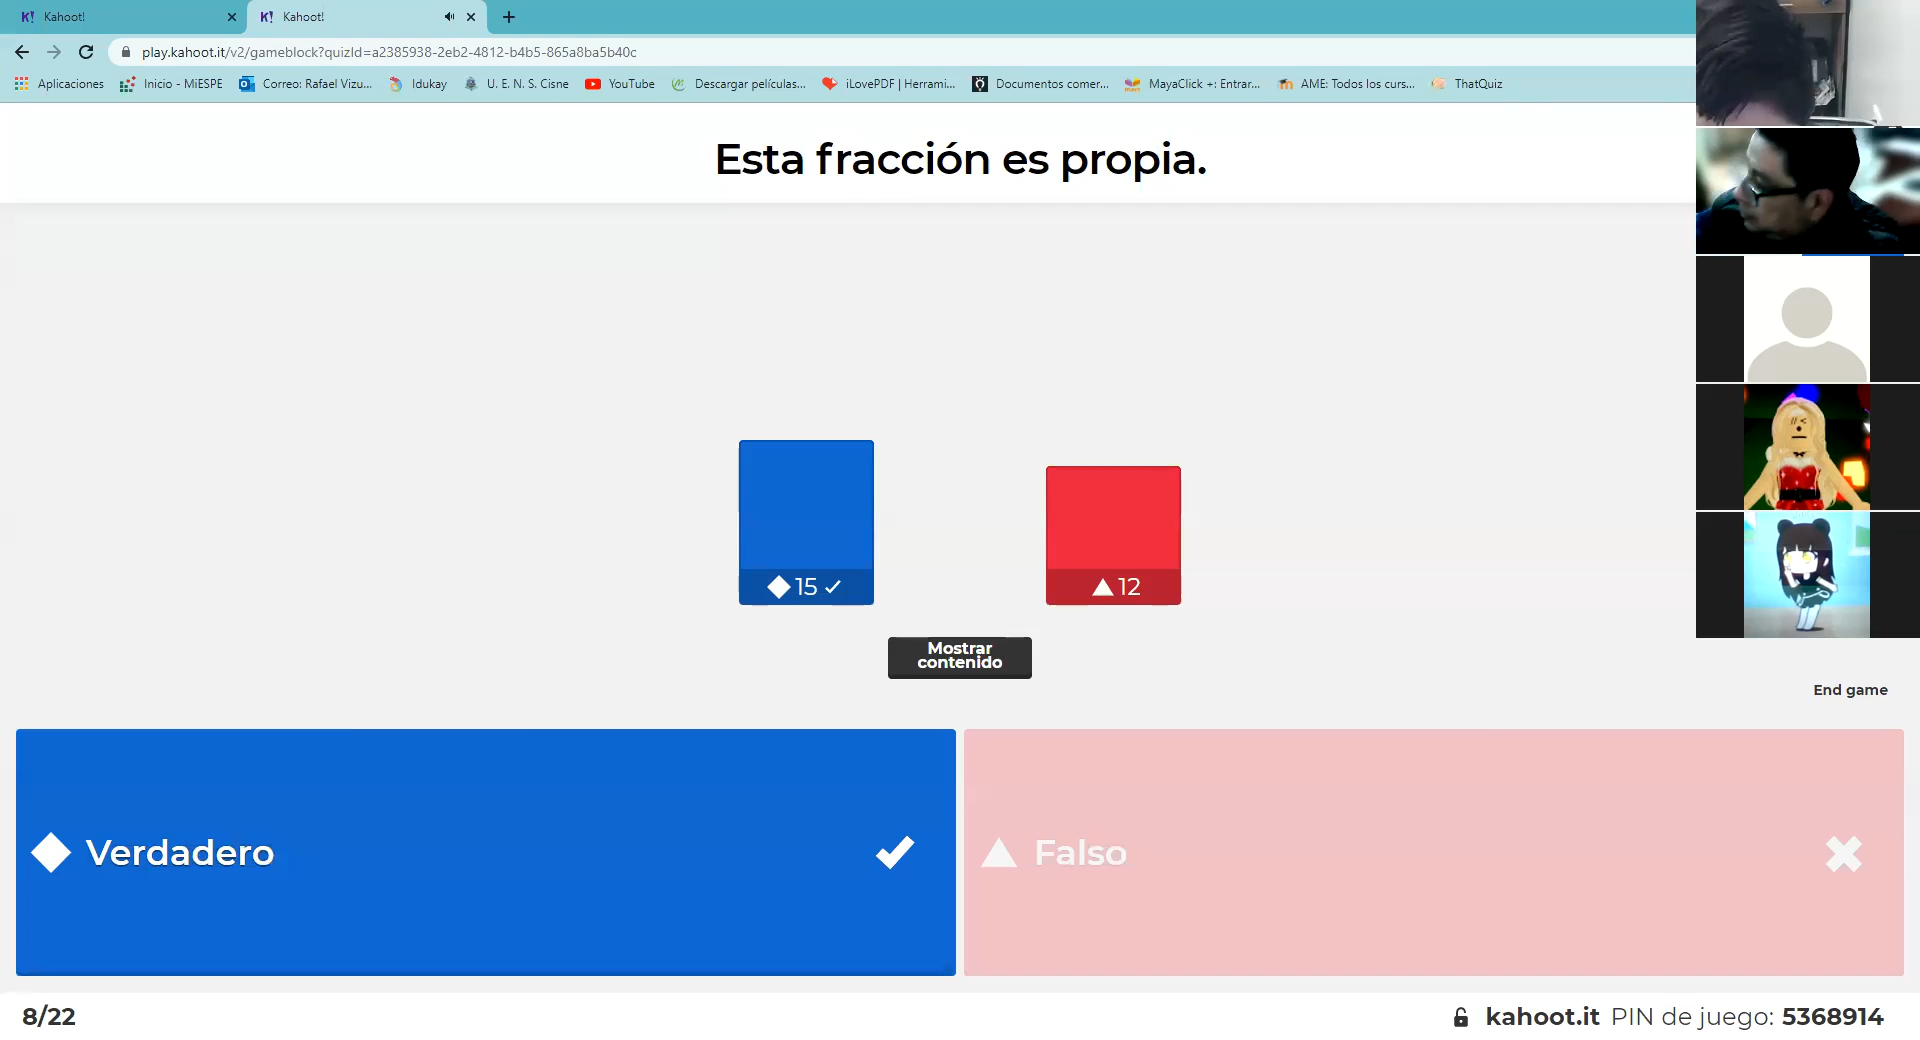 Kahoot!
Kahoot!
play.kahoot.it/v2/gameblock?quizId=a2385938-2eb2-4812-b4b5-865a8ba5b40c
Aplicaciones
Inicio - MiESPE
Correo: Rafael Vizu...
Idukay
U. E. N. S. Cisne
YouTube
Descargar películas...
iLovePDF | Herrami...
Documentos comer...
MayaClick +: Entrar...
AME: Todos los curs...
ThatQuiz
Esta fracción es propia.
15
12
Mostrar
contenido
End game
Verdadero
Falso
8/22
kahoot.it PIN de juego: 5368914